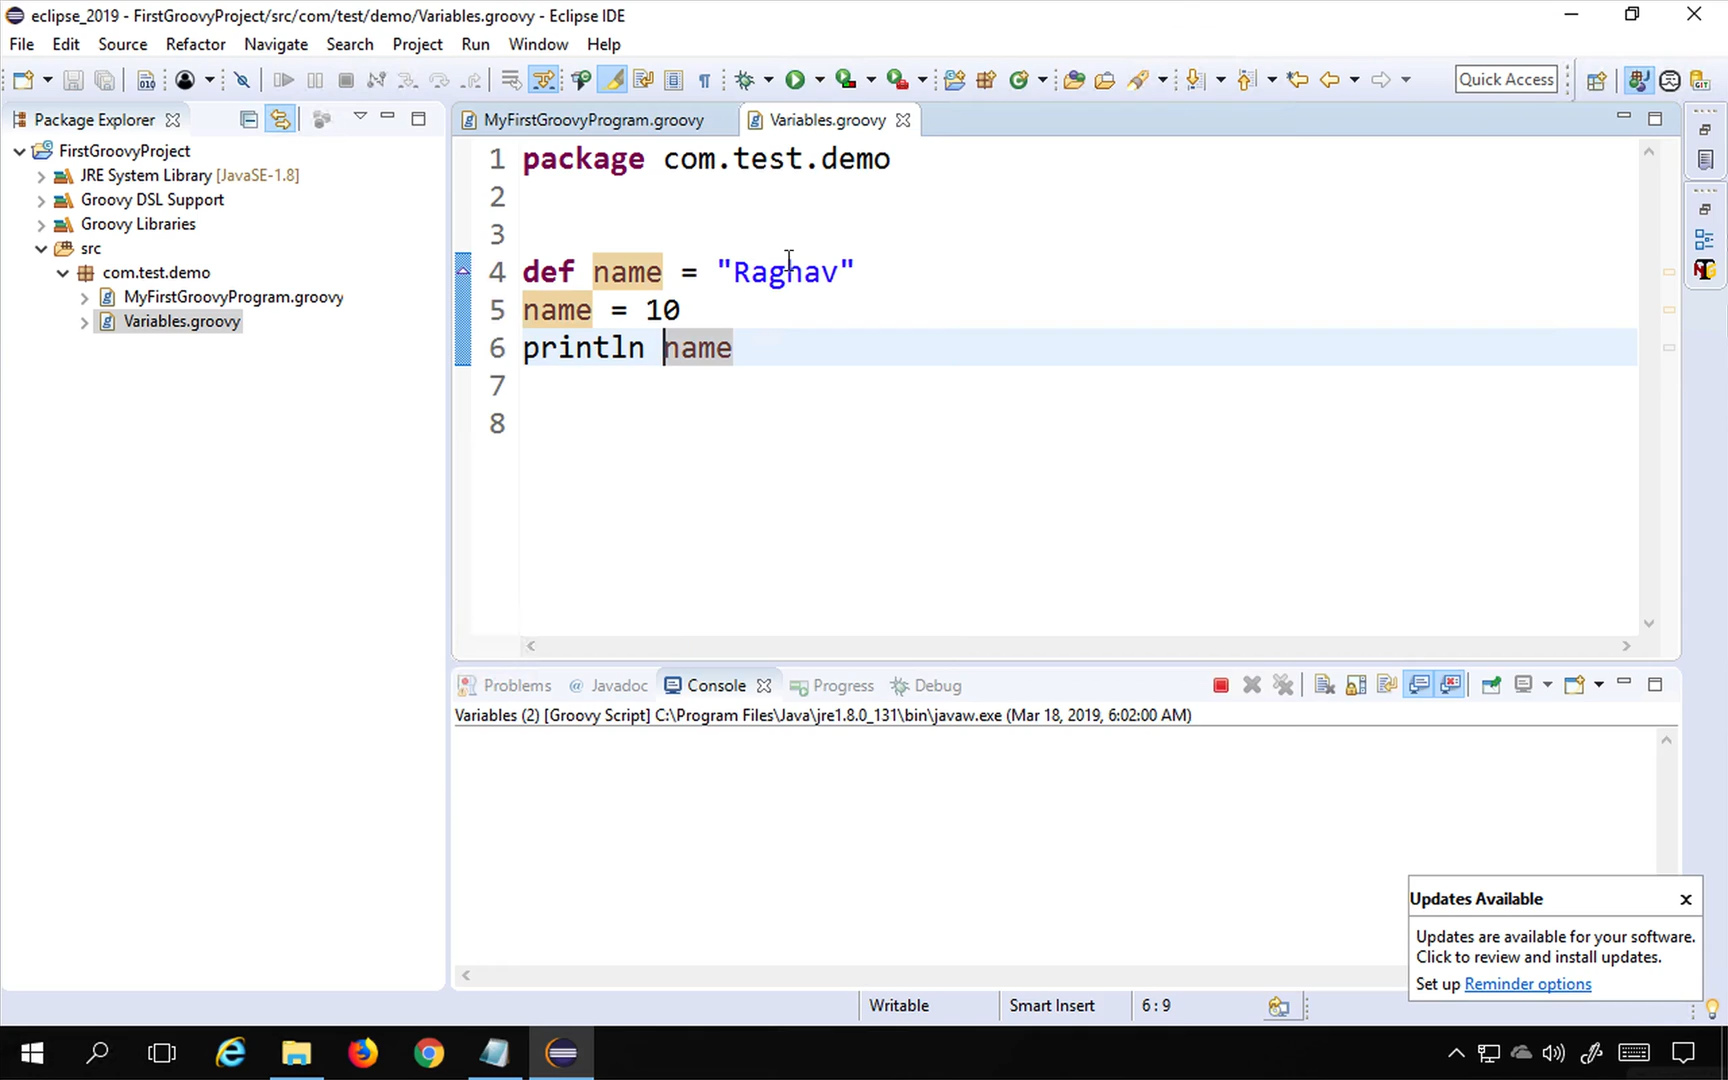 eclipse_2019 - FirstGroovyProject/src/com/test/demo/Variables.groovy - Eclipse IDE
File Edit Source Refactor Navigate Search Project Run Window Help
Quick Access
Package Explorer
MyFirstGroovyProgram.groovy Variables.groovy
FirstGroovyProject
JRE System Library [JavaSE-1.8]
Groovy DSL Support
Groovy Libraries
src
com.test.demo
MyFirstGroovyProgram.groovy
Variables.groovy
1 package com.test.demo
2
3
4 def name = "Raghav"
5 name = 10
6 println name
7
8
Problems @ Javadoc Console Progress Debug
Variables (2) [Groovy Script] C:\Program Files\Java\jre1.8.0_131\bin\javaw.exe (Mar 18, 2019, 6:02:00 AM)
Updates Available
Updates are available for your software.
Click to review and install updates.
Set up Reminder options
Writable Smart Insert 6 : 9